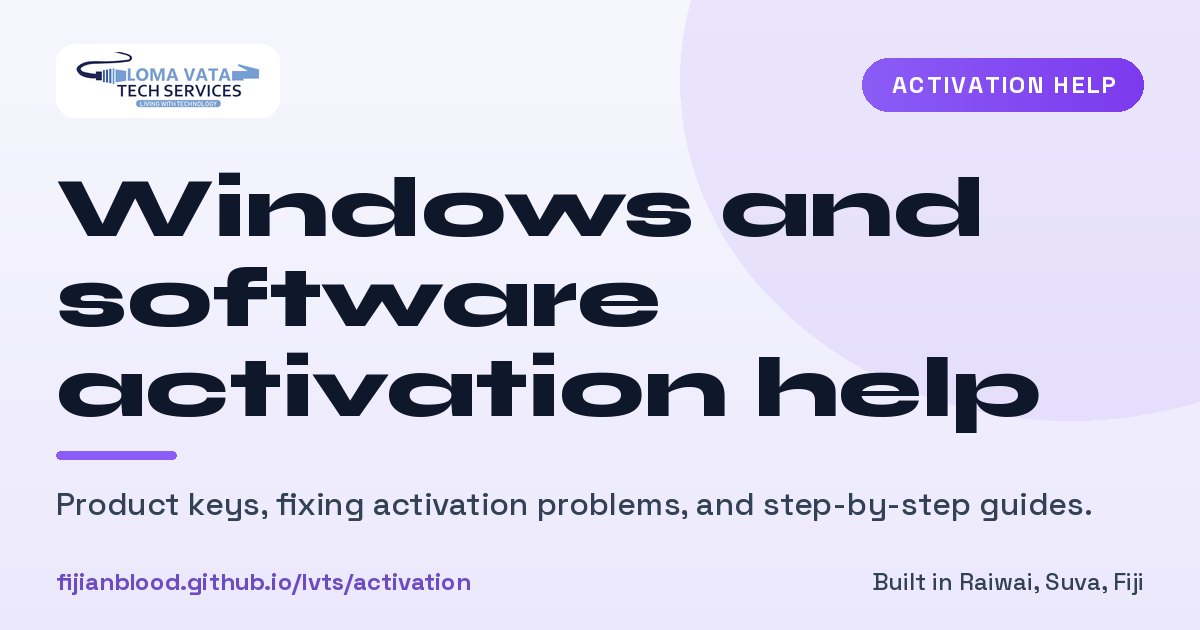 LOMA VATA
TECH SERVICES
LIVING WITH TECHNOLOGY
ACTIVATION HELP
Windows and
software
activation help
Product keys, fixing activation problems, and step-by-step guides.
fijianblood.github.io/lvts/activation
Built in Raiwai, Suva, Fiji